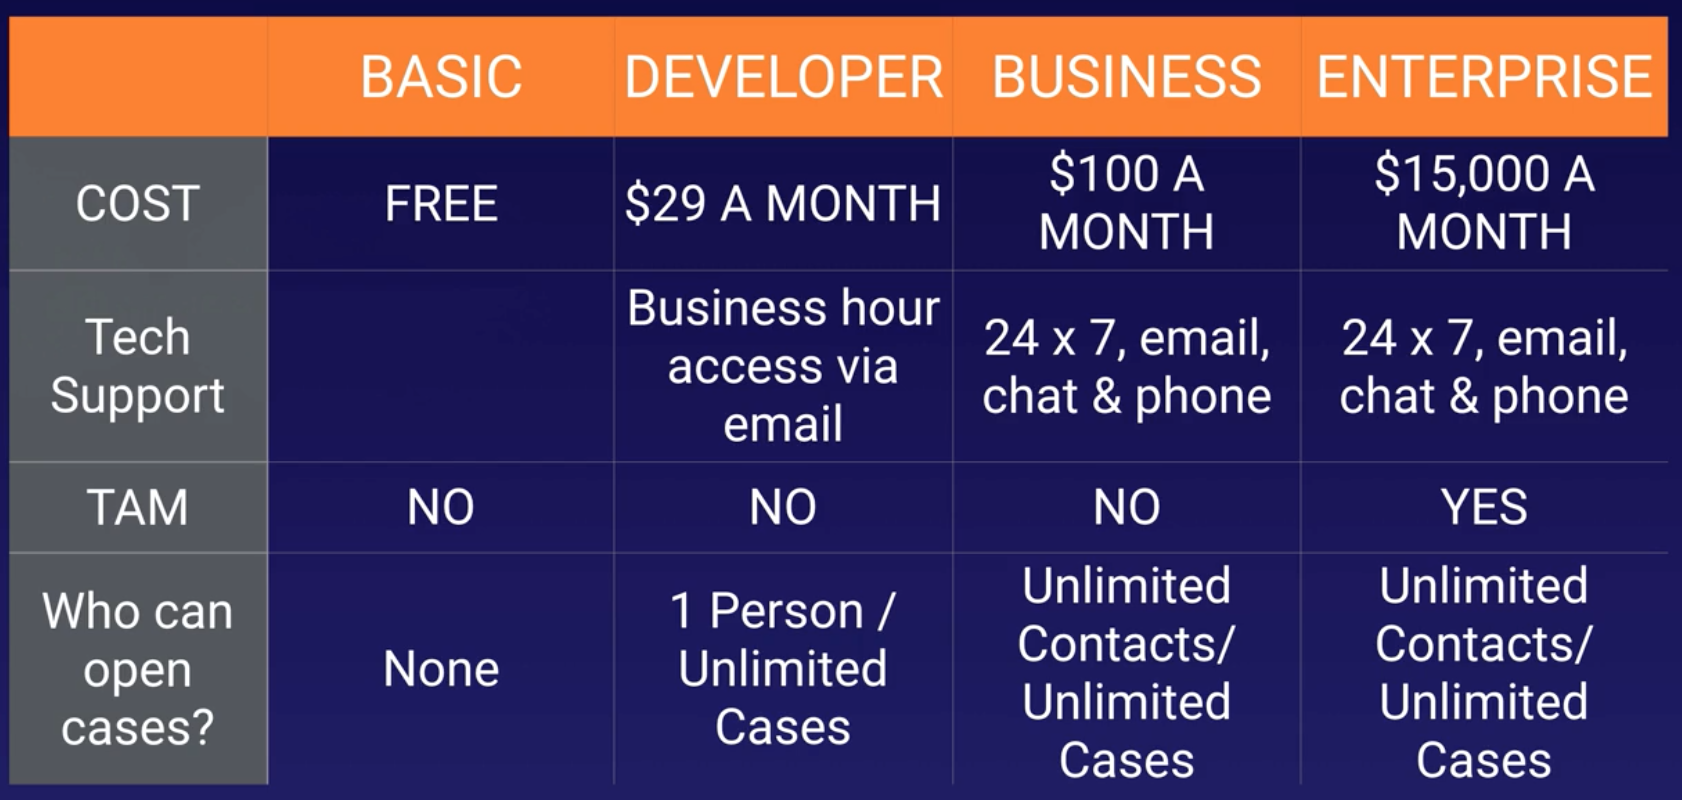 BASIC DEVELOPER BUSINESS ENTERPRISE
COST
FREE
$29 A MONTH
$100 A
MONTH
$15,000 A
MONTH
Tech
Support
Business hour
access via
email
24 x 7, email,
chat & phone
24 x 7, email,
chat & phone
TAM
NO
NO
NO
YES
Who can
open
cases?
None
1 Person /
Unlimited
Cases
Unlimited
Contacts/
Unlimited
Cases
Unlimited
Contacts/
Unlimited
Cases